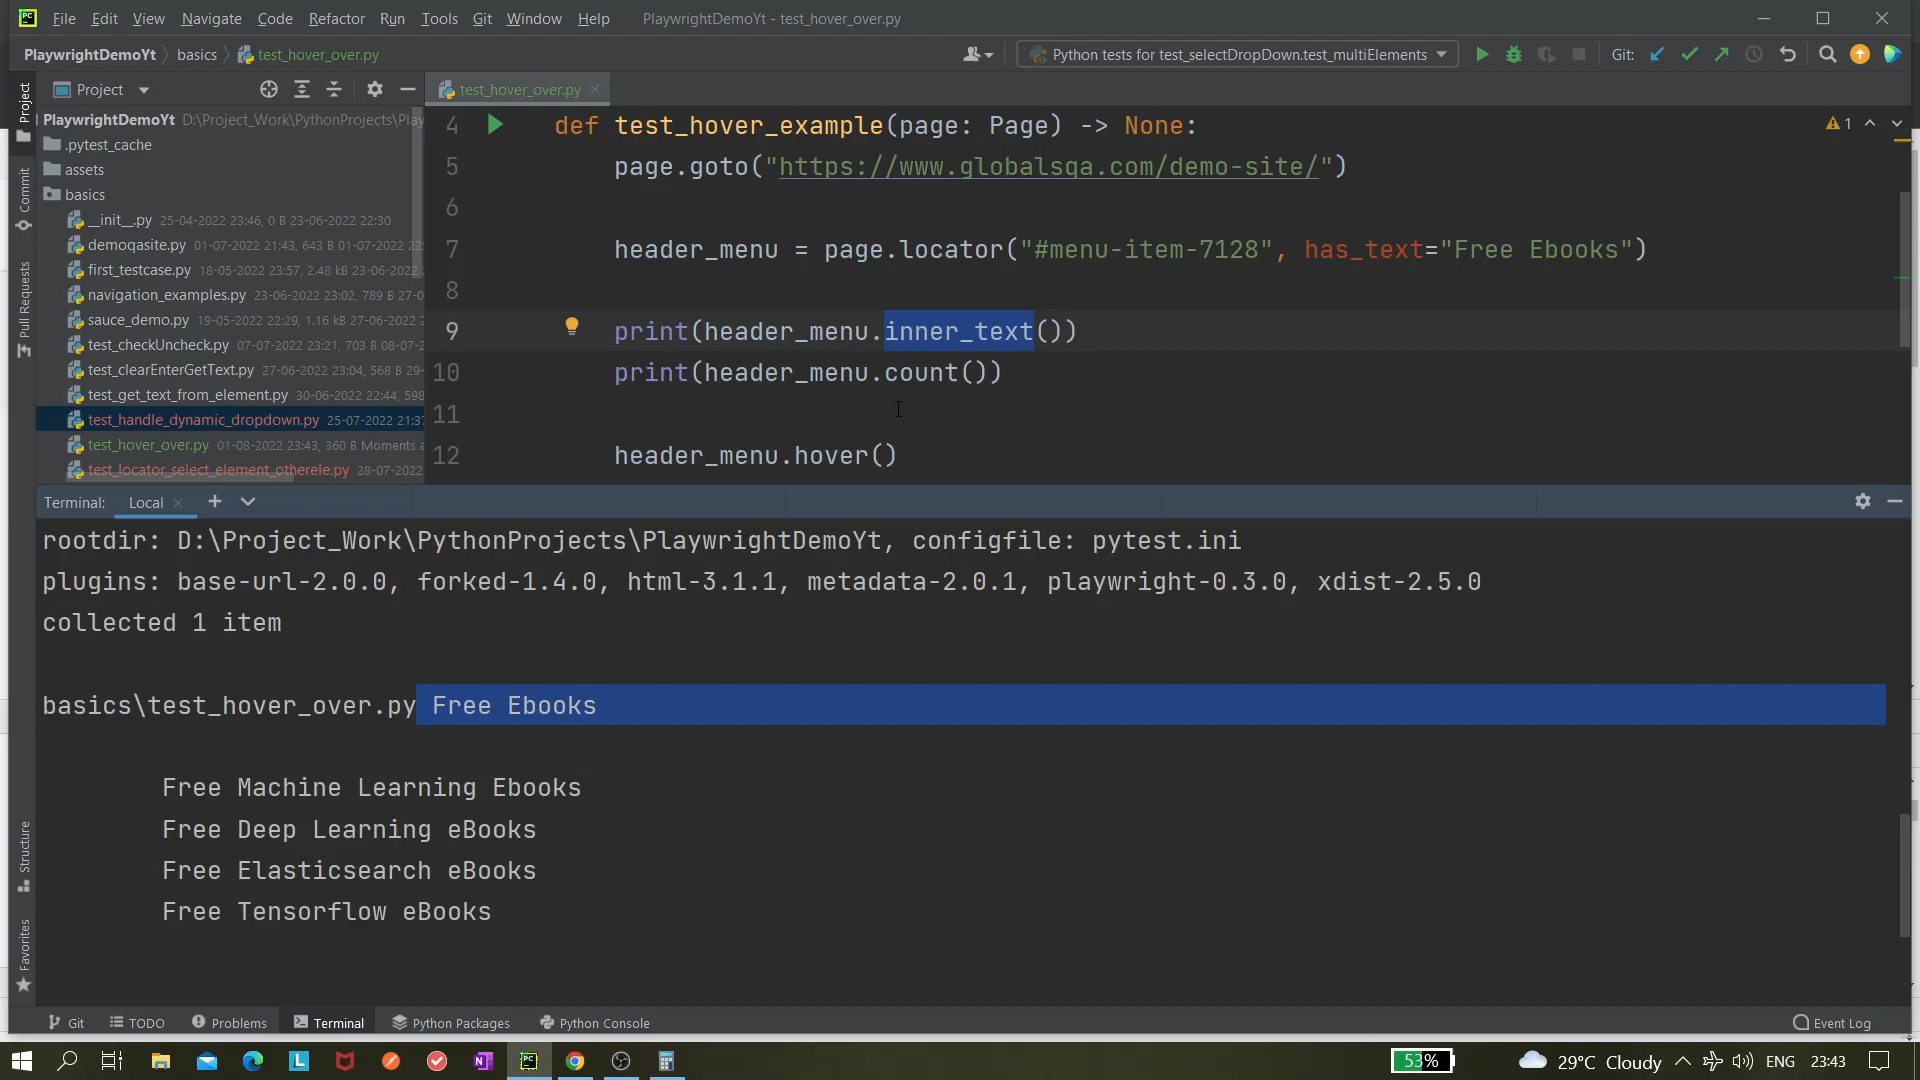 PC File Edit View Navigate Code Refactor Run Tools Git Window Help PlaywrightDemoYt - test_hover_over.py
PlaywrightDemoYt basics test_hover_over.py Python tests for test_selectDropDown.test_multiElements Git:
Project test_hover_over.py
PlaywrightDemoYt D:\Project_Work\PythonProjects\Play
.pytest_cache
assets
basics
__init__.py 25-04-2022 23:46, 0 B 23-06-2022 22:30
demoqasite.py 01-07-2022 21:43, 643 B 01-07-2022 22:
first_testcase.py 18-05-2022 23:57, 2.48 kB 23-06-2022
navigation_examples.py 23-06-2022 23:02, 789 B 27-0
sauce_demo.py 19-05-2022 22:29, 1.16 kB 27-06-2022
test_checkUncheck.py 07-07-2022 23:21, 703 B 08-07-2
test_clearEnterGetText.py 27-06-2022 23:04, 568 B 29-
test_get_text_from_element.py 30-06-2022 22:44, 598
test_handle_dynamic_dropdown.py 25-07-2022 21:37
test_hover_over.py 01-08-2022 23:43, 360 B Moments a
test_locator_select_element_otherele.py 28-07-2022
Project
Commit
Pull Requests
Structure
Favorites
4 def test_hover_example(page: Page) -> None:
5 page.goto("https://www.globalsqa.com/demo-site/")
6
7 header_menu = page.locator("#menu-item-7128", has_text="Free Ebooks")
8
9 print(header_menu.inner_text())
10 print(header_menu.count())
11
12 header_menu.hover()
1
Terminal: Local
rootdir: D:\Project_Work\PythonProjects\PlaywrightDemoYt, configfile: pytest.ini
plugins: base-url-2.0.0, forked-1.4.0, html-3.1.1, metadata-2.0.1, playwright-0.3.0, xdist-2.5.0
collected 1 item
basics\test_hover_over.py Free Ebooks
Free Machine Learning Ebooks
Free Deep Learning eBooks
Free Elasticsearch eBooks
Free Tensorflow eBooks
Git TODO Problems Terminal Python Packages Python Console Event Log
L N PC 53% 29°C Cloudy ENG 23:43